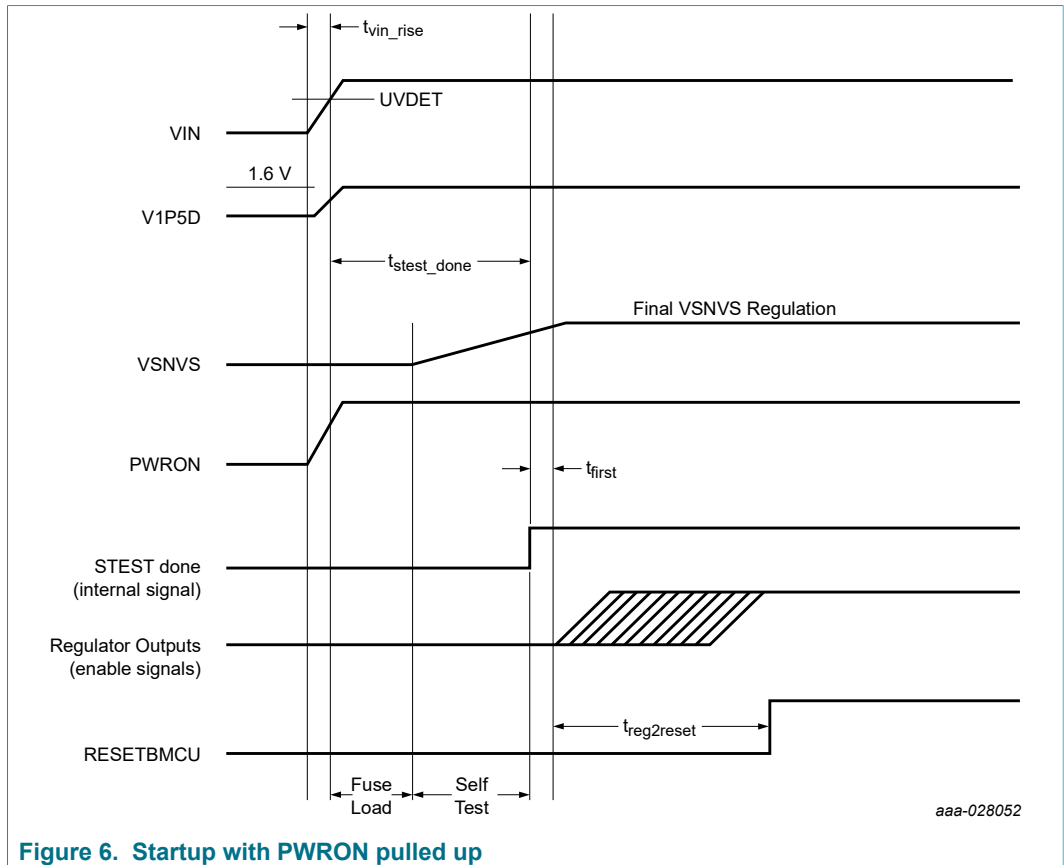 tvin_rise
UVDET
VIN
1.6 V
V1P5D
tstest_done
Final VSNVS Regulation
VSNVS
PWRON
tfirst
STEST done
(internal signal)
Regulator Outputs
(enable signals)
treg2reset
RESETBMCU
Fuse
Load
Self
Test
aaa-028052
Figure 6. Startup with PWRON pulled up